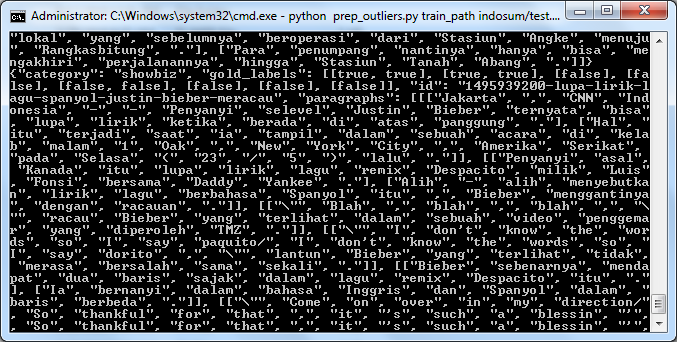 Administrator: C:\Windows\system32\cmd.exe - python  prep_outliers.py train_path indosum/test....
"lokal", "yang", "sebelumnya", "beroperasi", "dari", "Stasiun", "Angke", "menuju
", "Rangkasbitung", "."], ["Para", "penumpang", "nantinya", "hanya", "bisa", "me
ngakhiri", "perjalanannya", "hingga", "Stasiun", "Tanah", "Abang", "."]]}
{"category": "showbiz", "gold_labels": [[true, true], [true, true], [false], [fa
lse], [false, false], [false], [false], [false]], "id": "1495939200-lupa-lirik-l
agu-spanyol-justin-bieber-meracau", "paragraphs": [[["Jakarta", ",", "CNN", "Ind
onesia", "-", "-", "Penyanyi", "selevel", "Justin", "Bieber", "ternyata", "bisa"
, "lupa", "lirik", "ketika", "berada", "di", "atas", "panggung", "."], ["Hal", "
itu", "terjadi", "saat", "ia", "tampil", "dalam", "sebuah", "acara", "di", "kela
b", "malam", "1", "Oak", ",", "New", "York", "City", ",", "Amerika", "Serikat",
"pada", "Selasa", "(", "23", "/", "5", ")", "lalu", "."]], [["Penyanyi", "asal",
"Kanada", "itu", "lupa", "lirik", "lagu", "remix", "Despacito", "milik", "Luis"
, "Fonsi", "bersama", "Daddy", "Yankee", "."], ["Alih", "-", "alih", "menyebutka
n", "lirik", "lagu", "berbahasa", "Spanyol", "itu", ",", "Bieber", "menggantinya
", "dengan", "racauan", "."]], [["\"", "Blah", ",", "blah", ",", "blah", ",", "\
"", "racau", "Bieber", "yang", "terlihat", "dalam", "sebuah", "video", "penggema
r", "yang", "diperoleh", "TMZ", "."]], [["\"", "I", "don't", "know", "the", "wor
ds", "so", "I", "say", "paquito/", "I", "don't", "know", "the", "words", "so", "
I", "say", "dorito", ",", "\"", "lantun", "Bieber", "yang", "terlihat", "tidak",
"merasa", "bersalah", "sama", "sekali", "."]], [["Bieber", "sebenarnya", "menda
pat", "dua", "baris", "sajak", "dalam", "lagu", "remix", "Despacito", "itu", "."
], ["Ia", "bernyanyi", "dalam", "bahasa", "Inggris", "dan", "Spanyol", "dalam",
"baris", "berbeda", "."]], [["\"", "Come", "on", "over", "in", "my", "direction/"
"So", "thankful", "for", "that", ",", "it", "'s", "such", "a", "blessin", "'",
"So", "thankful", "for", "that", ",", "it", "'s", "such", "a", "blessin", "'",